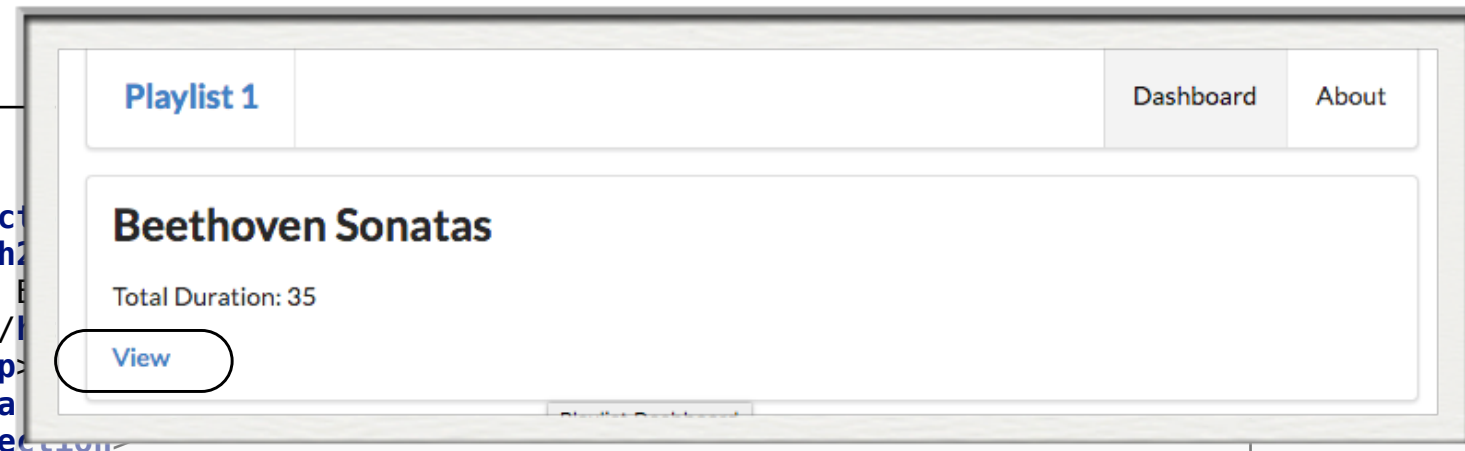 Playlist 1 Dashboard About
Beethoven Sonatas
Total Duration: 35
View